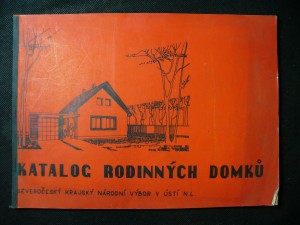 KATALOG RODINNÝCH DOMKŮ
SEVEROČESKÝ KRAJSKÝ NÁRODNÍ VÝBOR V ÚSTÍ N.L.